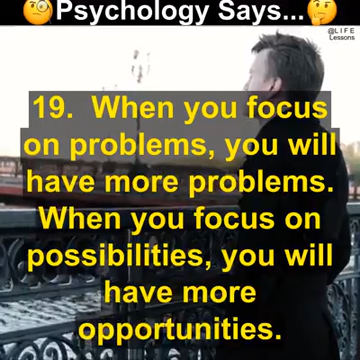 🧐Psychology Says...🤔
@L I F E
Lessons
19. When you focus
on problems, you will
have more problems.
When you focus on
possibilities, you will
have more
opportunities.